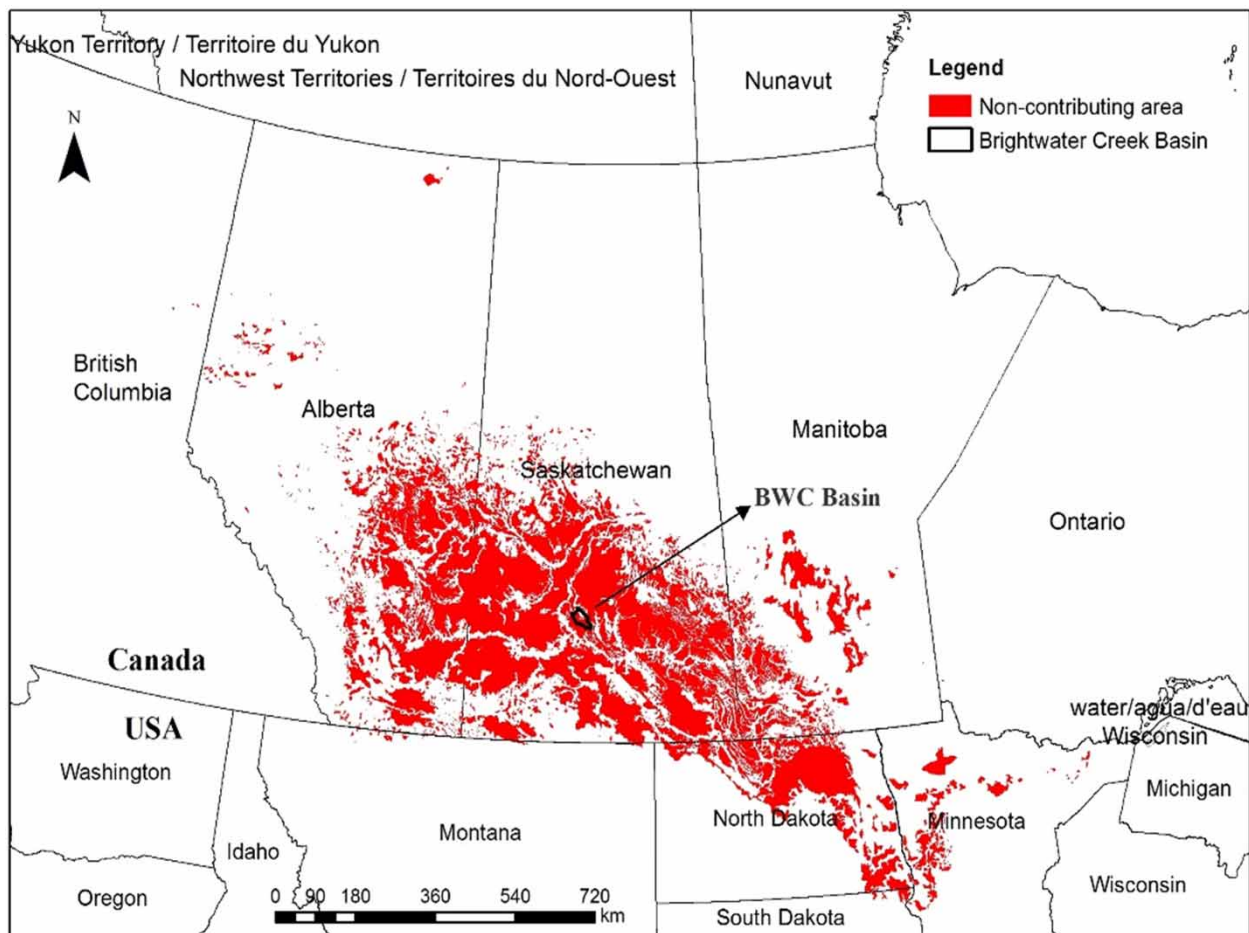 Yukon Territory / Territoire du Yukon
Northwest Territories / Territoires du Nord-Ouest
Nunavut
Legend
Non-contributing area
Brightwater Creek Basin
N
British
Columbia
Alberta
Saskatchewan
Manitoba
BWC Basin
Ontario
Canada
USA
water/agua/d'eau
Wisconsin
Washington
Michigan
Montana
North Dakota
Minnesota
Idaho
Oregon
Wisconsin
South Dakota
0 90 180 360 540 720
km